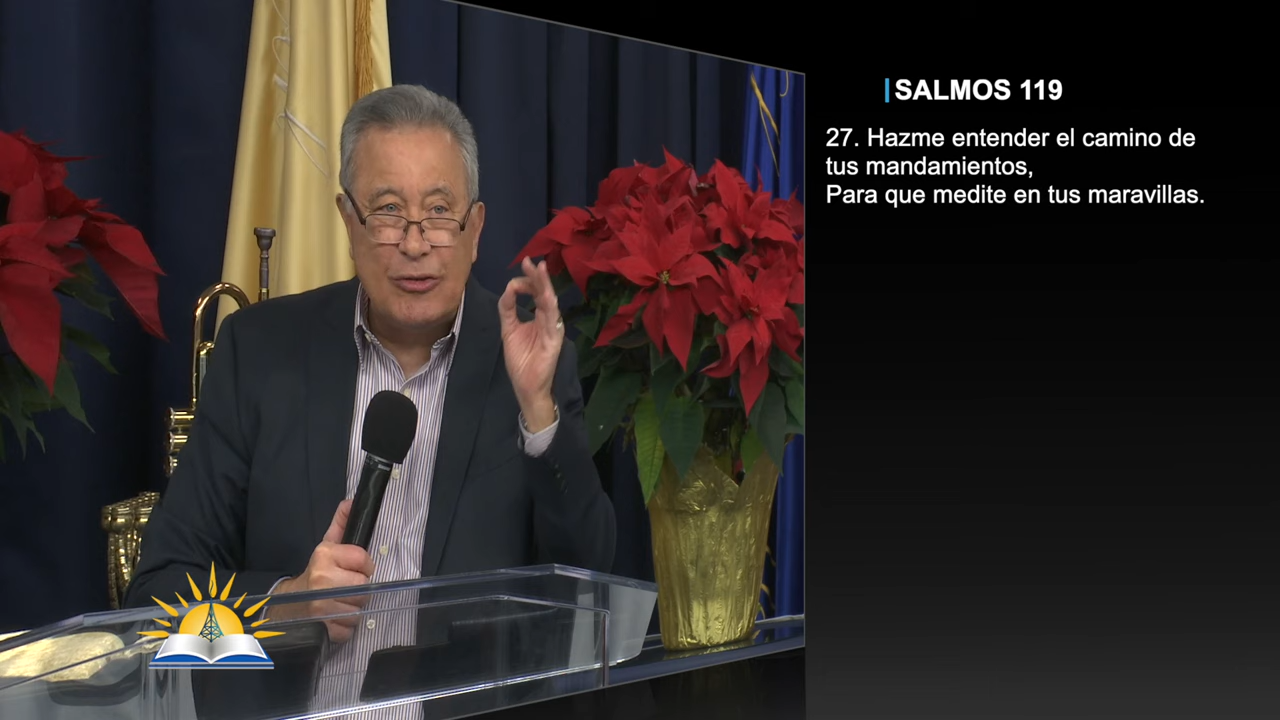 SALMOS 119
27. Hazme entender el camino de
tus mandamientos,
Para que medite en tus maravillas.